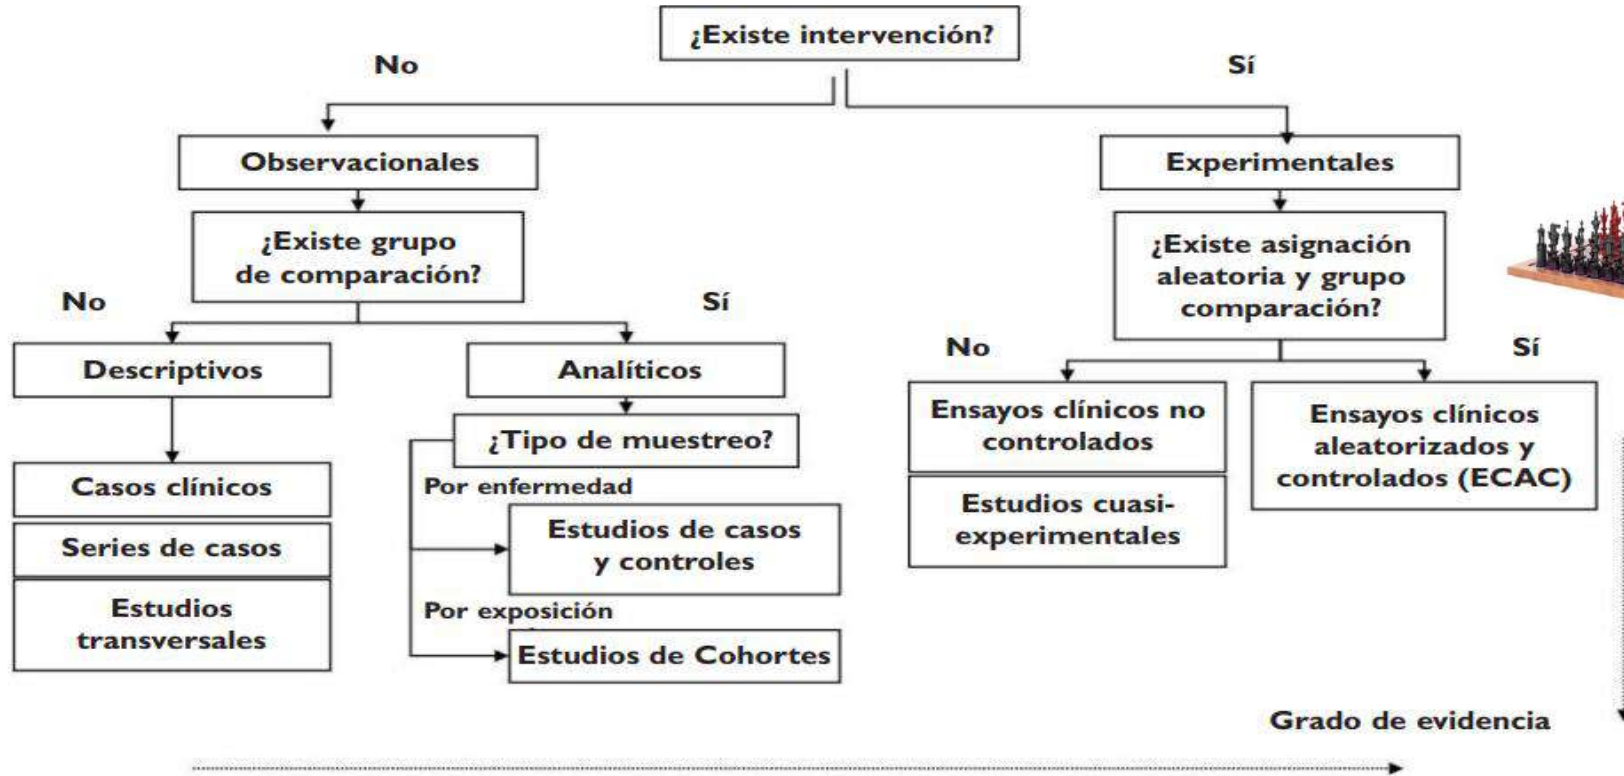 ¿Existe intervención?
No
Sí
Observacionales
Experimentales
¿Existe grupo
de comparación?
¿Existe asignación
aleatoria y grupo
comparación?
No
Sí
No
Sí
Descriptivos
Analíticos
Ensayos clínicos no
controlados
Ensayos clínicos
aleatorizados y
controlados (ECAC)
¿Tipo de muestreo?
Casos clínicos
Por enfermedad
Estudios cuasi-
experimentales
Series de casos
Estudios de casos
y controles
Estudios
transversales
Por exposición
Estudios de Cohortes
Grado de evidencia